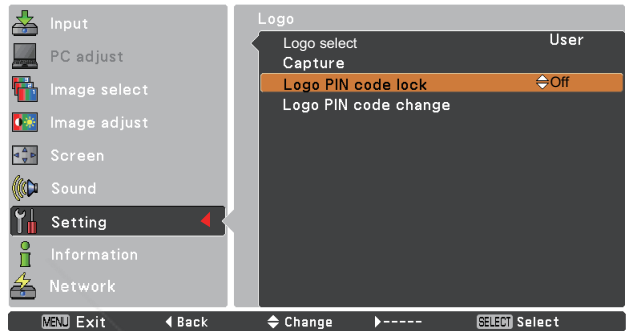 Input
PC adjust
Image select
Image adjust
Screen
Sound
Setting
Information
Network
Logo
Logo select User
Capture
Logo PIN code lock Off
Logo PIN code change
MENU Exit Back Change ----- SELECT Select